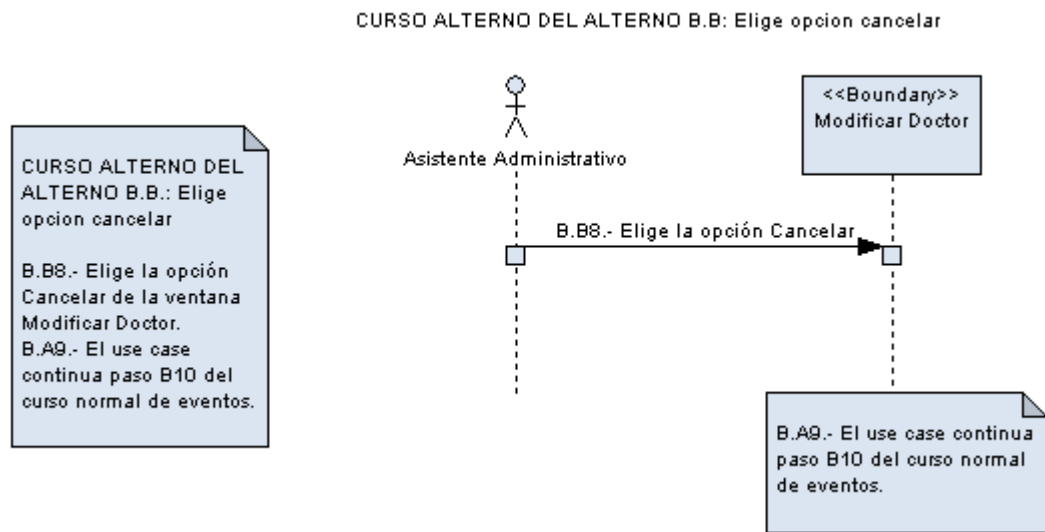 CURSO ALTERNO DEL ALTERNO B.B: Elige opcion cancelar
CURSO ALTERNO DEL
ALTERNO B.B.: Elige
opcion cancelar
B.B8.- Elige la opción
Cancelar de la ventana
Modificar Doctor.
B.A9.- El use case
continua paso B10 del
curso normal de eventos.
Asistente Administrativo
<<Boundary>>
Modificar Doctor
B.B8.- Elige la opción Cancelar
B.A9.- El use case continua
paso B10 del curso normal
de eventos.